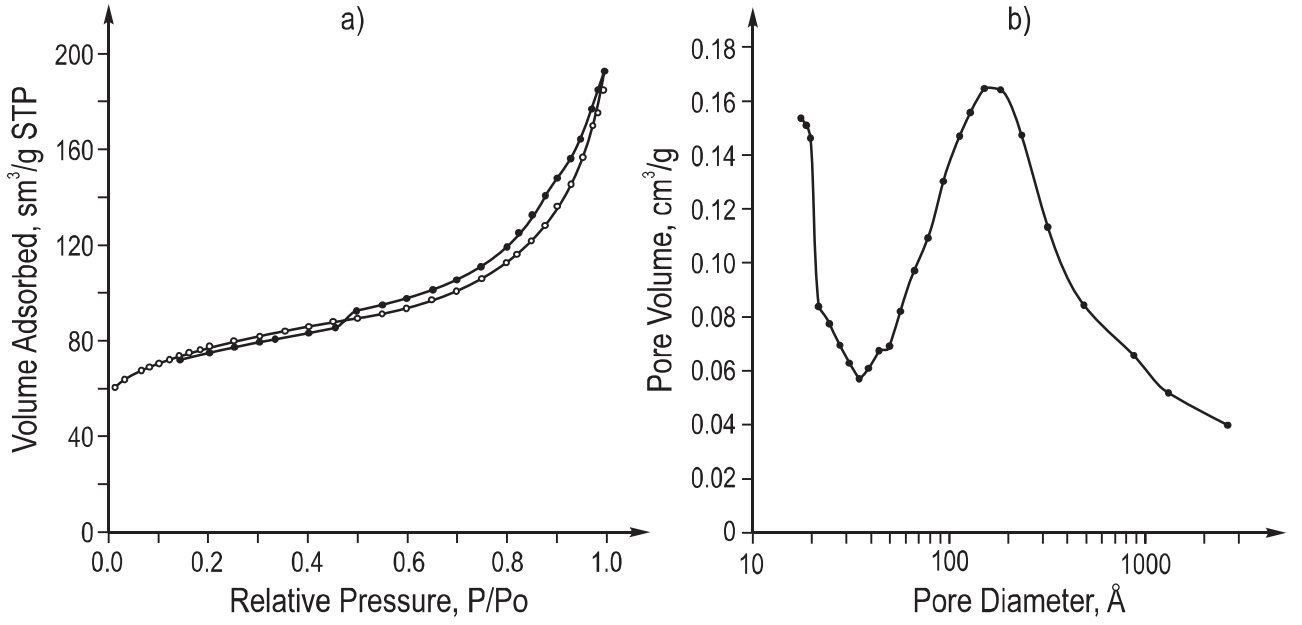 a)
Volume Adsorbed, sm³/g STP
200
160
120
80
40
0
0.0 0.2 0.4 0.6 0.8 1.0
Relative Pressure, P/Po
b)
Pore Volume, cm³/g
0.18
0.16
0.14
0.12
0.10
0.08
0.06
0.04
0.02
0
10 100 1000
Pore Diameter, Å